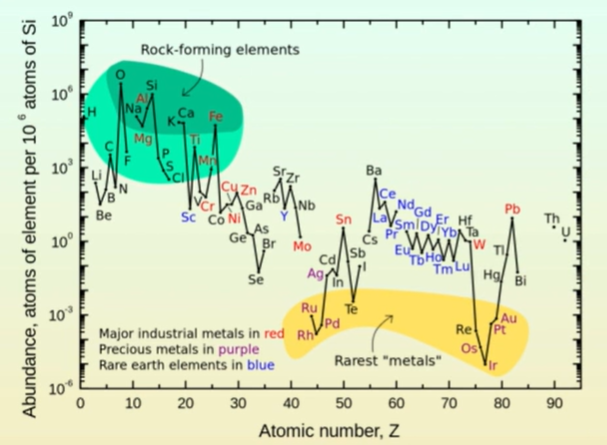 Abundance, atoms of element per 10⁶ atoms of Si
10⁹
10⁶
10³
10⁰
10⁻³
10⁻⁶
0 10 20 30 40 50 60 70 80 90
Atomic number, Z
Rock-forming elements
Rarest "metals"
Major industrial metals in red
Precious metals in purple
Rare earth elements in blue
H
Li
Be
B
C
N
O
F
Na
Mg
Al
Si
P
S
Cl
K
Ca
Sc
Ti
V
Cr
Mn
Fe
Co
Ni
Cu
Zn
Ga
Ge
As
Se
Br
Rb
Sr
Y
Zr
Nb
Mo
Ru
Rh
Pd
Ag
Cd
In
Sn
Sb
Te
I
Cs
Ba
La
Ce
Pr
Nd
Sm
Eu
Gd
Tb
Dy
Ho
Er
Tm
Yb
Lu
Hf
Ta
W
Re
Os
Ir
Pt
Au
Hg
Tl
Pb
Bi
Th
U